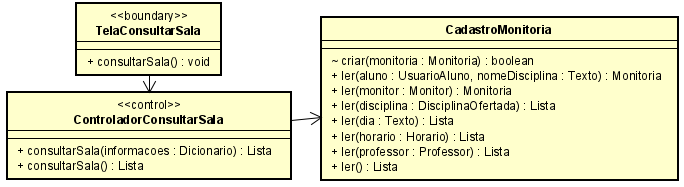 <<boundary>>
TelaConsultarSala
+ consultarSala() : void
<<control>>
ControladorConsultarSala
+ consultarSala(informacoes : Dicionario) : Lista
+ consultarSala() : Lista
CadastroMonitoria
~ criar(monitoria : Monitoria) : boolean
+ ler(aluno : UsuarioAluno, nomeDisciplina : Texto) : Monitoria
+ ler(monitor : Monitor) : Monitoria
+ ler(disciplina : DisciplinaOfertada) : Lista
+ ler(dia : Texto) : Lista
+ ler(horario : Horario) : Lista
+ ler(professor : Professor) : Lista
+ ler() : Lista